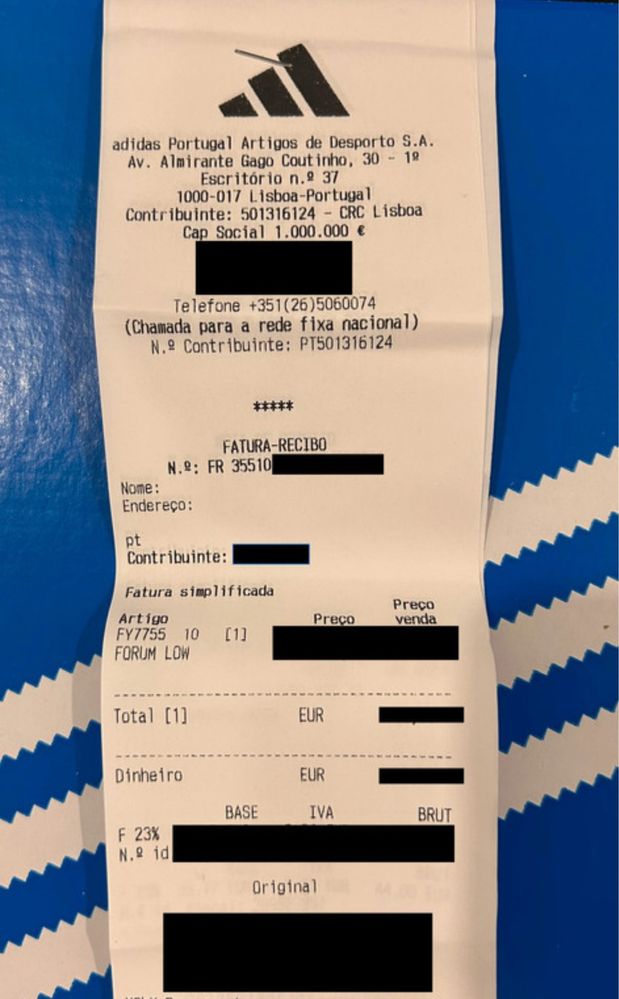 adidas Portugal Artigos de Desporto S.A.
Av. Almirante Gago Coutinho, 30 - 1º
Escritório n.º 37
1000-017 Lisboa-Portugal
Contribuinte: 501316124 - CRC Lisboa
Cap Social 1.000.000 €
Telefone +351(26)5060074
(Chamada para a rede fixa nacional)
N.º Contribuinte: PT501316124
*****
FATURA-RECIBO
N.º: FR 35510
Nome:
Endereço:
pt
Contribuinte:
Fatura simplificada
Artigo Preço Preço venda
FY7755 10 [1]
FORUM LOW
Total [1] EUR
Dinheiro EUR
BASE IVA BRUT
F 23%
N.º id
Original